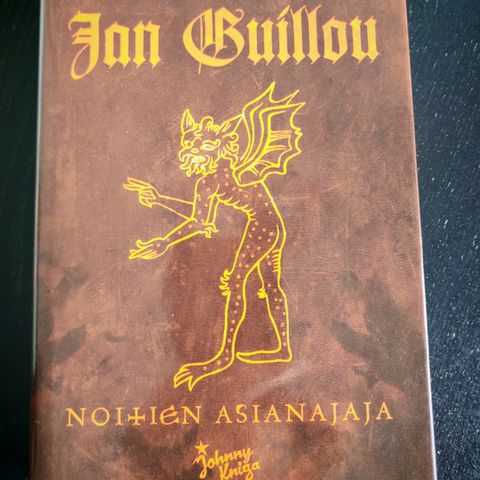 Jan Guillou
NOITIEN ASIANAJAJA
Johnny
Kniga